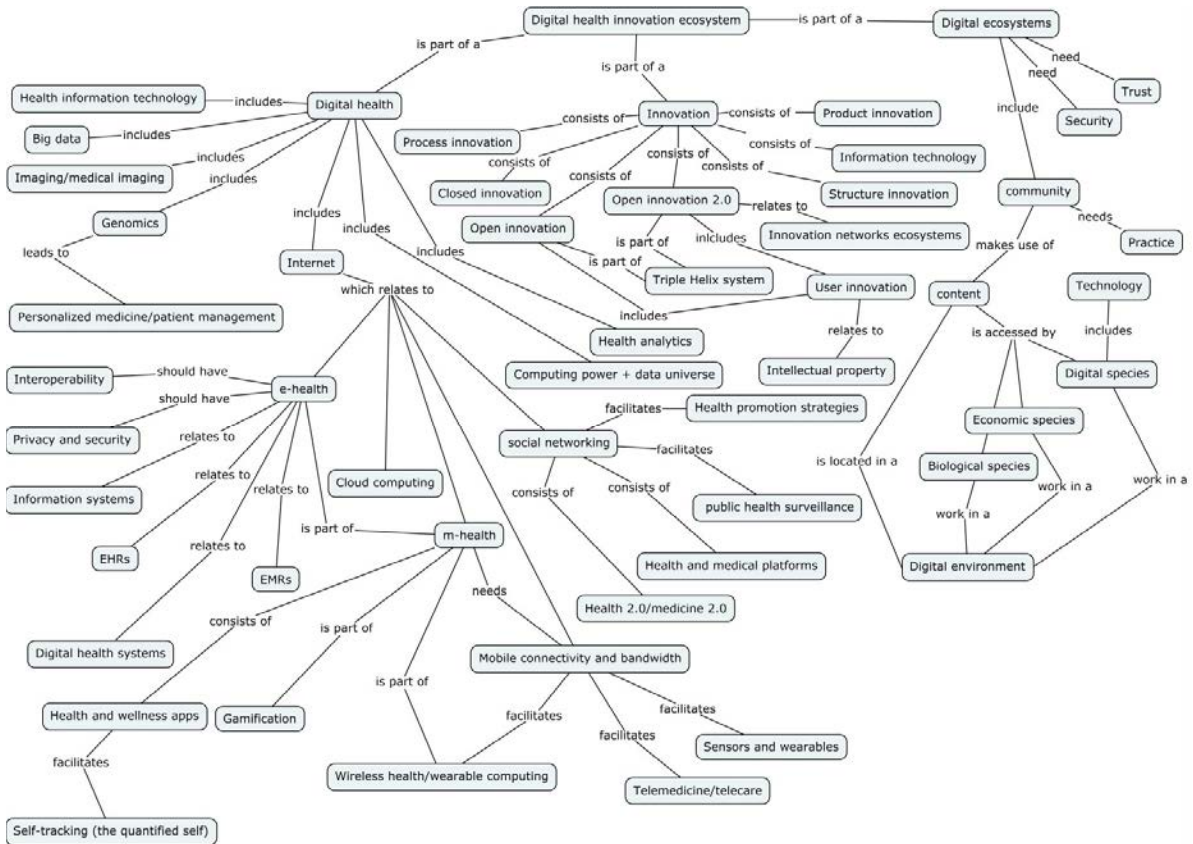 Digital health innovation ecosystem
is part of a
Digital ecosystems
is part of a
is part of a
need
need
Trust
Security
include
Health information technology
includes
Digital health
Big data
includes
Imaging/medical imaging
includes
includes
Genomics
leads to
Personalized medicine/patient management
includes
Internet
includes
includes
which relates to
Innovation
consists of
Product innovation
consists of
Process innovation
consists of
Information technology
consists of
Closed innovation
consists of
Structure innovation
consists of
Open innovation
consists of
Open innovation 2.0
relates to
Innovation networks ecosystems
is part of
is part of
Triple Helix system
inlcludes
User innovation
includes
relates to
Intellectual property
Health analytics
Computing power + data universe
community
needs
Practice
makes use of
content
Technology
includes
is accessed by
Digital species
Economic species
Biological species
is located in a
work in a
work in a
work in a
Digital environment
Interoperability
should have
e-health
should have
Privacy and security
relates to
Information systems
relates to
EHRs
relates to
EMRs
relates to
Digital health systems
is part of
m-health
Cloud computing
social networking
facilitates
Health promotion strategies
facilitates
public health surveillance
consists of
consists of
Health and medical platforms
Health 2.0/medicine 2.0
needs
Mobile connectivity and bandwidth
consists of
Health and wellness apps
is part of
Gamification
is part of
Wireless health/wearable computing
facilitates
facilitates
facilitates
Sensors and wearables
Telemedicine/telecare
facilitates
Self-tracking (the quantified self)